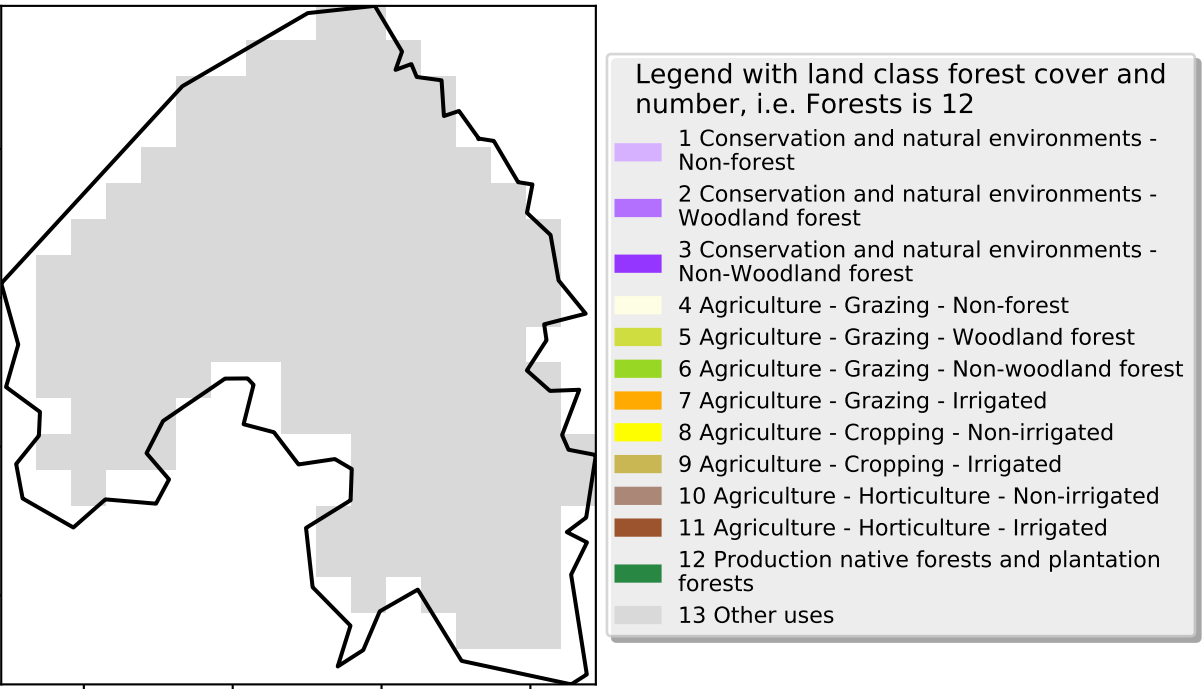 Legend with land class forest cover and
number, i.e. Forests is 12
1 Conservation and natural environments -
Non-forest
2 Conservation and natural environments -
Woodland forest
3 Conservation and natural environments -
Non-Woodland forest
4 Agriculture - Grazing - Non-forest
5 Agriculture - Grazing - Woodland forest
6 Agriculture - Grazing - Non-woodland forest
7 Agriculture - Grazing - Irrigated
8 Agriculture - Cropping - Non-irrigated
9 Agriculture - Cropping - Irrigated
10 Agriculture - Horticulture - Non-irrigated
11 Agriculture - Horticulture - Irrigated
12 Production native forests and plantation
forests
13 Other uses